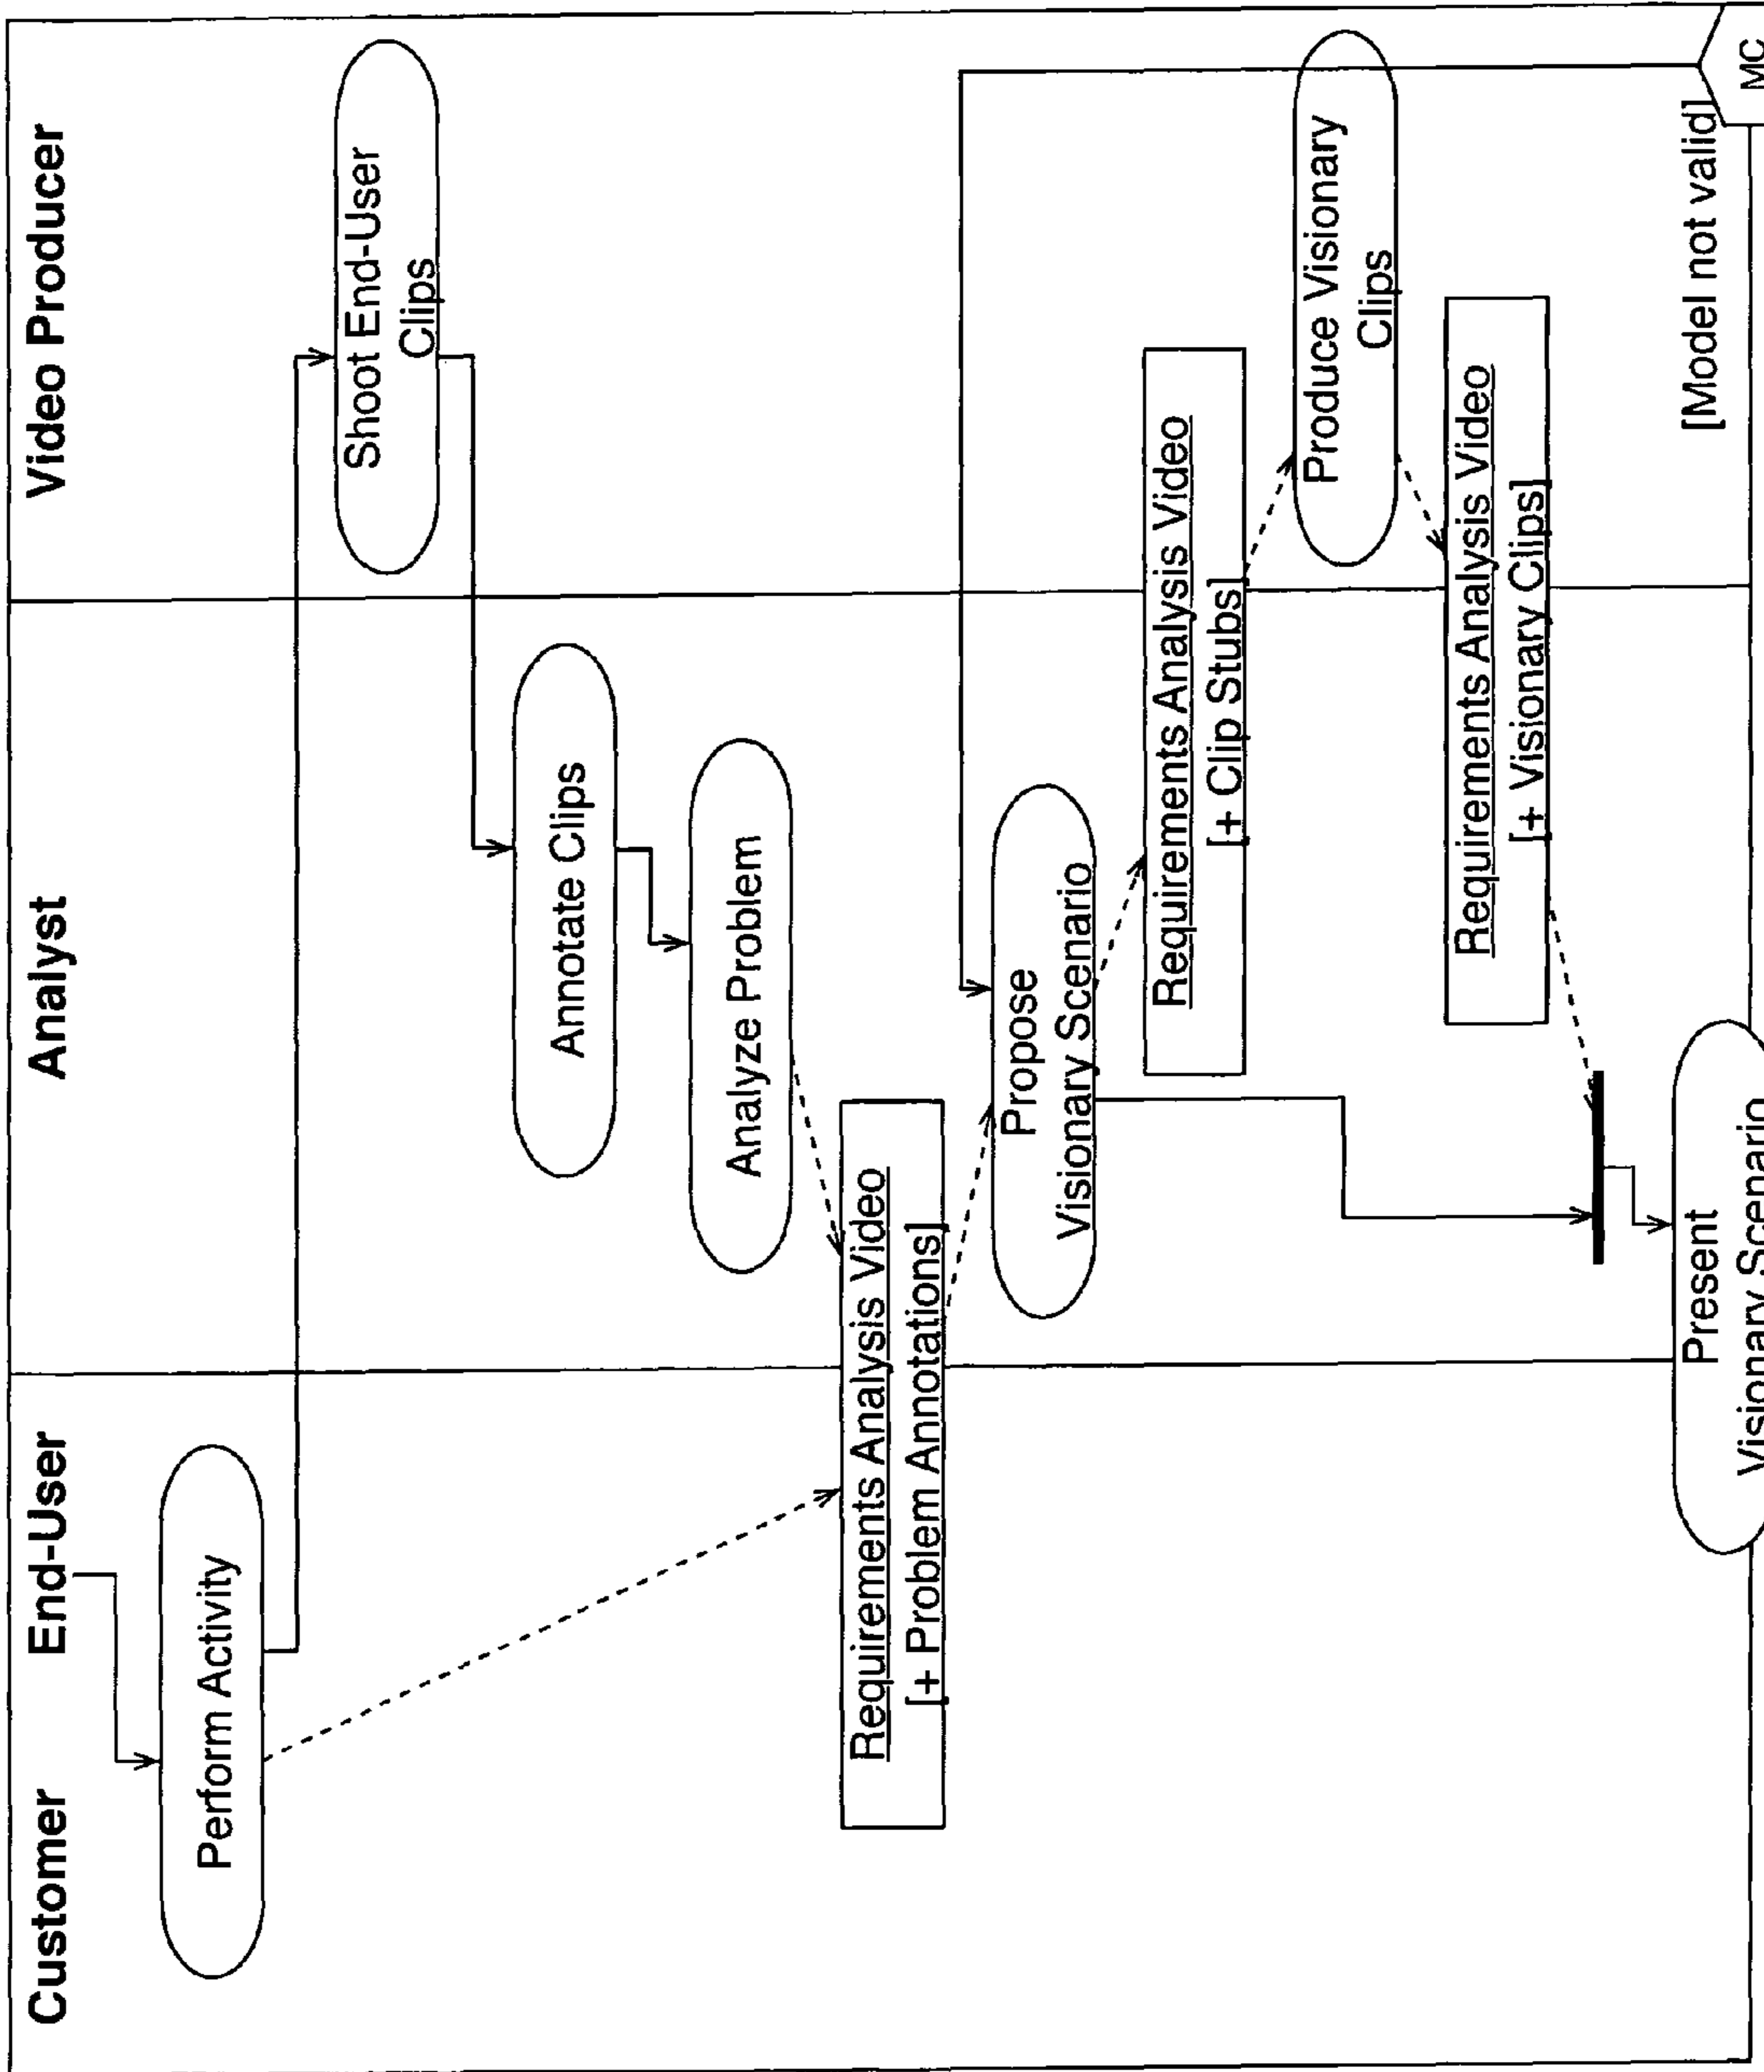 Customer
End-User
Analyst
Video Producer
Perform Activity
Shoot End-User
Clips
Annotate Clips
Analyze Problem
Requirements Analysis Video
[+ Problem Annotations]
Propose
Visionary Scenario
Requirements Analysis Video
[+ Clip Stubs]
Produce Visionary
Clips
Requirements Analysis Video
[+ Visionary Clips]
Present
Visionary Scenario
[Model not valid]
MC